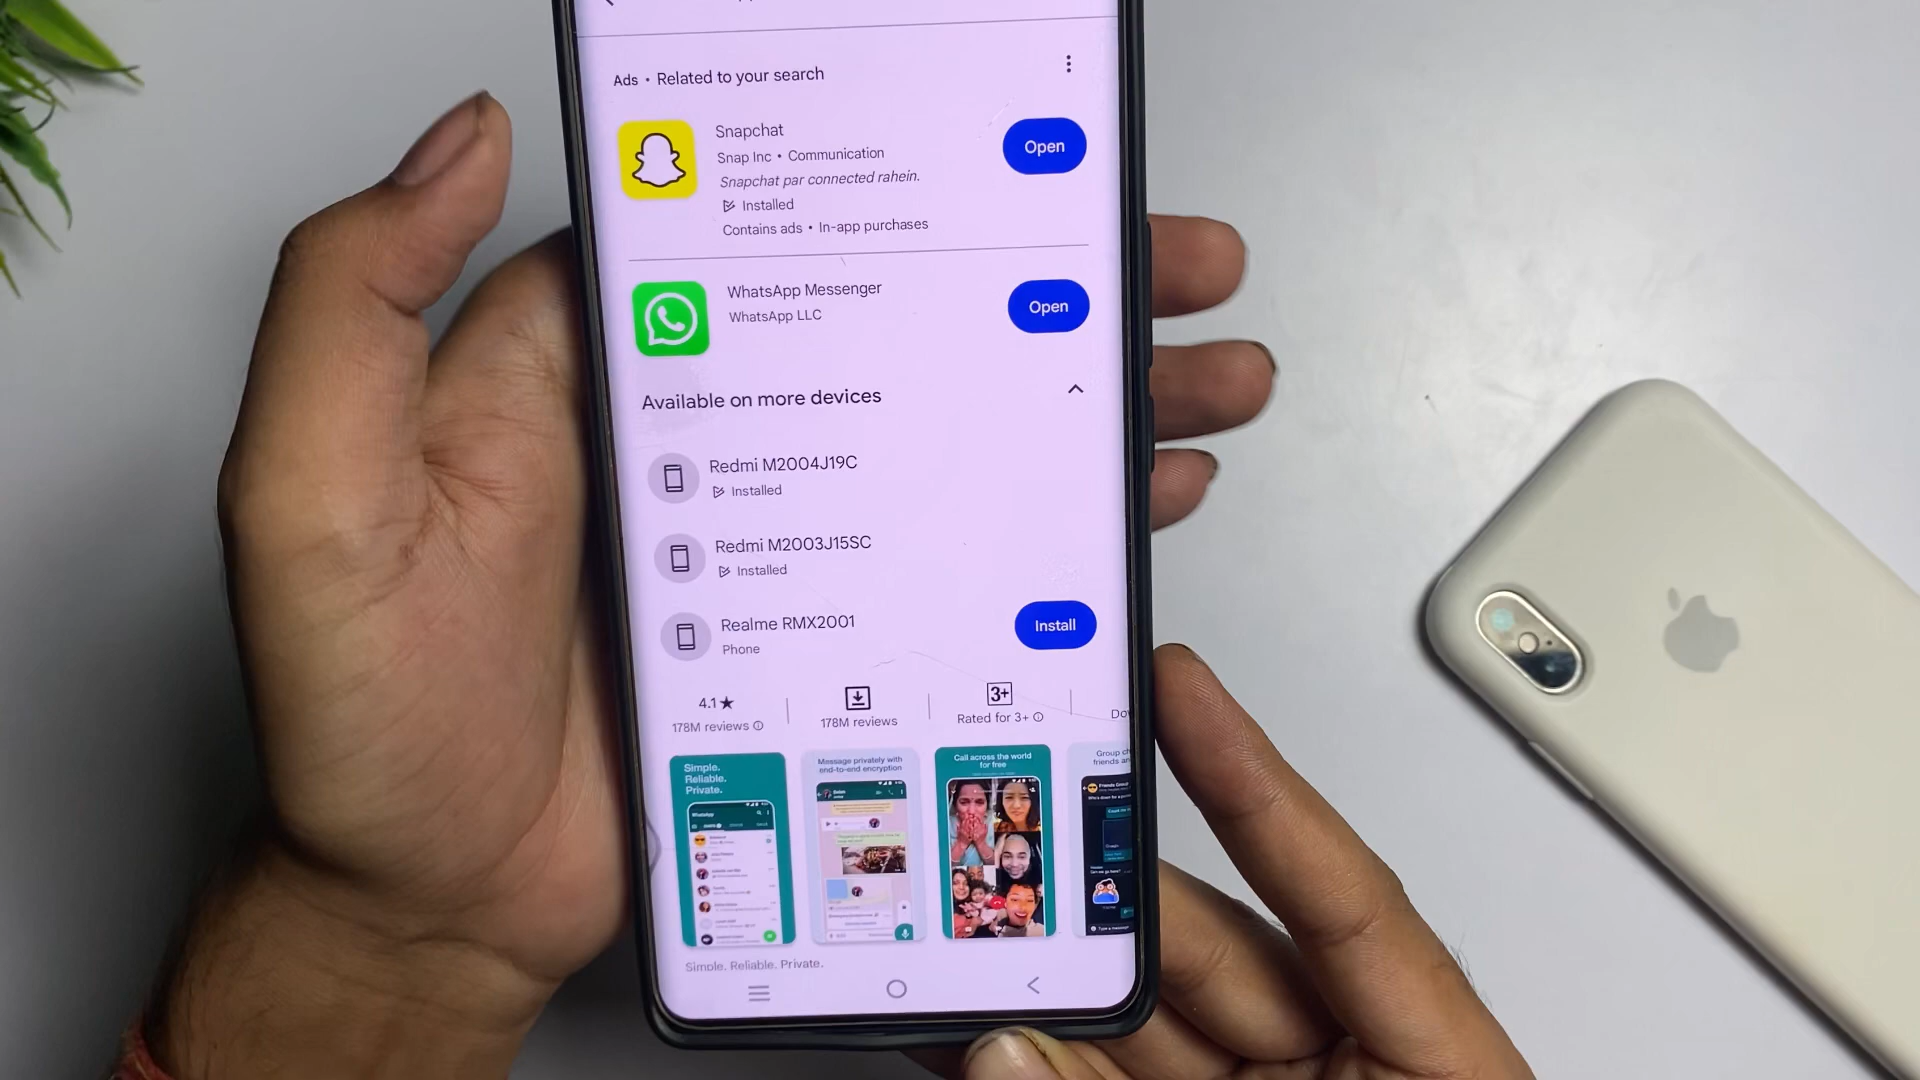 Ads • Related to your search
Snapchat
Snap Inc • Communication
Snapchat par connected rahein.
Installed
Contains ads • In-app purchases
Open
WhatsApp Messenger
WhatsApp LLC
Open
Available on more devices
Redmi M2004J19C
Installed
Redmi M2003J15SC
Installed
Realme RMX2001
Phone
Install
4.1★
178M reviews
178M reviews
3+
Rated for 3+
Simple.
Reliable.
Private.
WhatsApp
Message privately with
end-to-end encryption
Call across the world
for free
Group
friends
Simple. Reliable. Private.